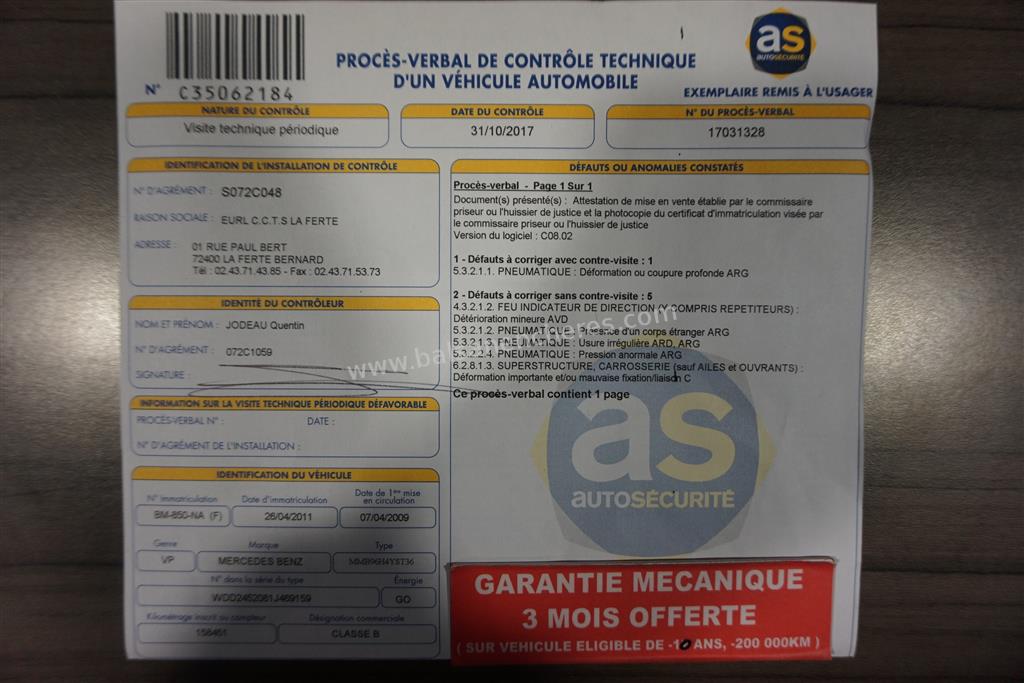 N° C35062184
PROCÈS-VERBAL DE CONTRÔLE TECHNIQUE
D'UN VÉHICULE AUTOMOBILE
as
AUTOSÉCURITÉ
EXEMPLAIRE REMIS À L'USAGER
NATURE DU CONTRÔLE
Visite technique périodique
DATE DU CONTRÔLE
31/10/2017
N° DU PROCÈS-VERBAL
17031328
IDENTIFICATION DE L'INSTALLATION DE CONTRÔLE
N° D'AGRÉMENT : S072C048
RAISON SOCIALE : EURL C.C.T.S LA FERTE
ADRESSE : 01 RUE PAUL BERT
72400 LA FERTE BERNARD
Tél : 02.43.71.43.85 - Fax : 02.43.71.53.73
IDENTITÉ DU CONTRÔLEUR
NOM ET PRÉNOM : JODEAU Quentin
N° D'AGRÉMENT : 072C1059
SIGNATURE :
INFORMATION SUR LA VISITE TECHNIQUE PÉRIODIQUE DÉFAVORABLE
PROCÈS-VERBAL N° : DATE :
N° D'AGRÉMENT DE L'INSTALLATION :
IDENTIFICATION DU VÉHICULE
N° Immatriculation Date d'immatriculation Date de 1ère mise en circulation
BM-850-NA (F) 26/04/2011 07/04/2009
Genre Marque Type
VP MERCEDES BENZ
N° dans la série du type Énergie
WDD2452081J469159 GO
Kilométrage inscrit au compteur Désignation commerciale
158451 CLASSE B
DÉFAUTS OU ANOMALIES CONSTATÉS
Procès-verbal - Page 1 Sur 1
Document(s) présenté(s) : Attestation de mise en vente établie par le commissaire
priseur ou l'huissier de justice et la photocopie du certificat d'immatriculation visée par
le commissaire priseur ou l'huissier de justice
Version du logiciel : C08.02
1 - Défauts à corriger avec contre-visite : 1
5.3.2.1.1. PNEUMATIQUE : Déformation ou coupure profonde ARG
2 - Défauts à corriger sans contre-visite : 5
4.3.2.1.2. FEU INDICATEUR DE DIRECTION (Y COMPRIS REPETITEURS) :
Détérioration mineure AVD
5.3.2.1.2. PNEUMATIQUE : Présence d'un corps étranger ARG
5.3.2.1.3. PNEUMATIQUE : Usure irrégulière ARD, ARG
5.3.2.2.4. PNEUMATIQUE : Pression anormale ARG
6.2.8.1.3. SUPERSTRUCTURE, CARROSSERIE (sauf AILES et OUVRANTS) :
Déformation importante et/ou mauvaise fixation/liaison C
Ce procès-verbal contient 1 page
as
AUTOSÉCURITÉ
GARANTIE MECANIQUE
3 MOIS OFFERTE
( SUR VEHICULE ELIGIBLE DE -10 ANS, -200 000KM )